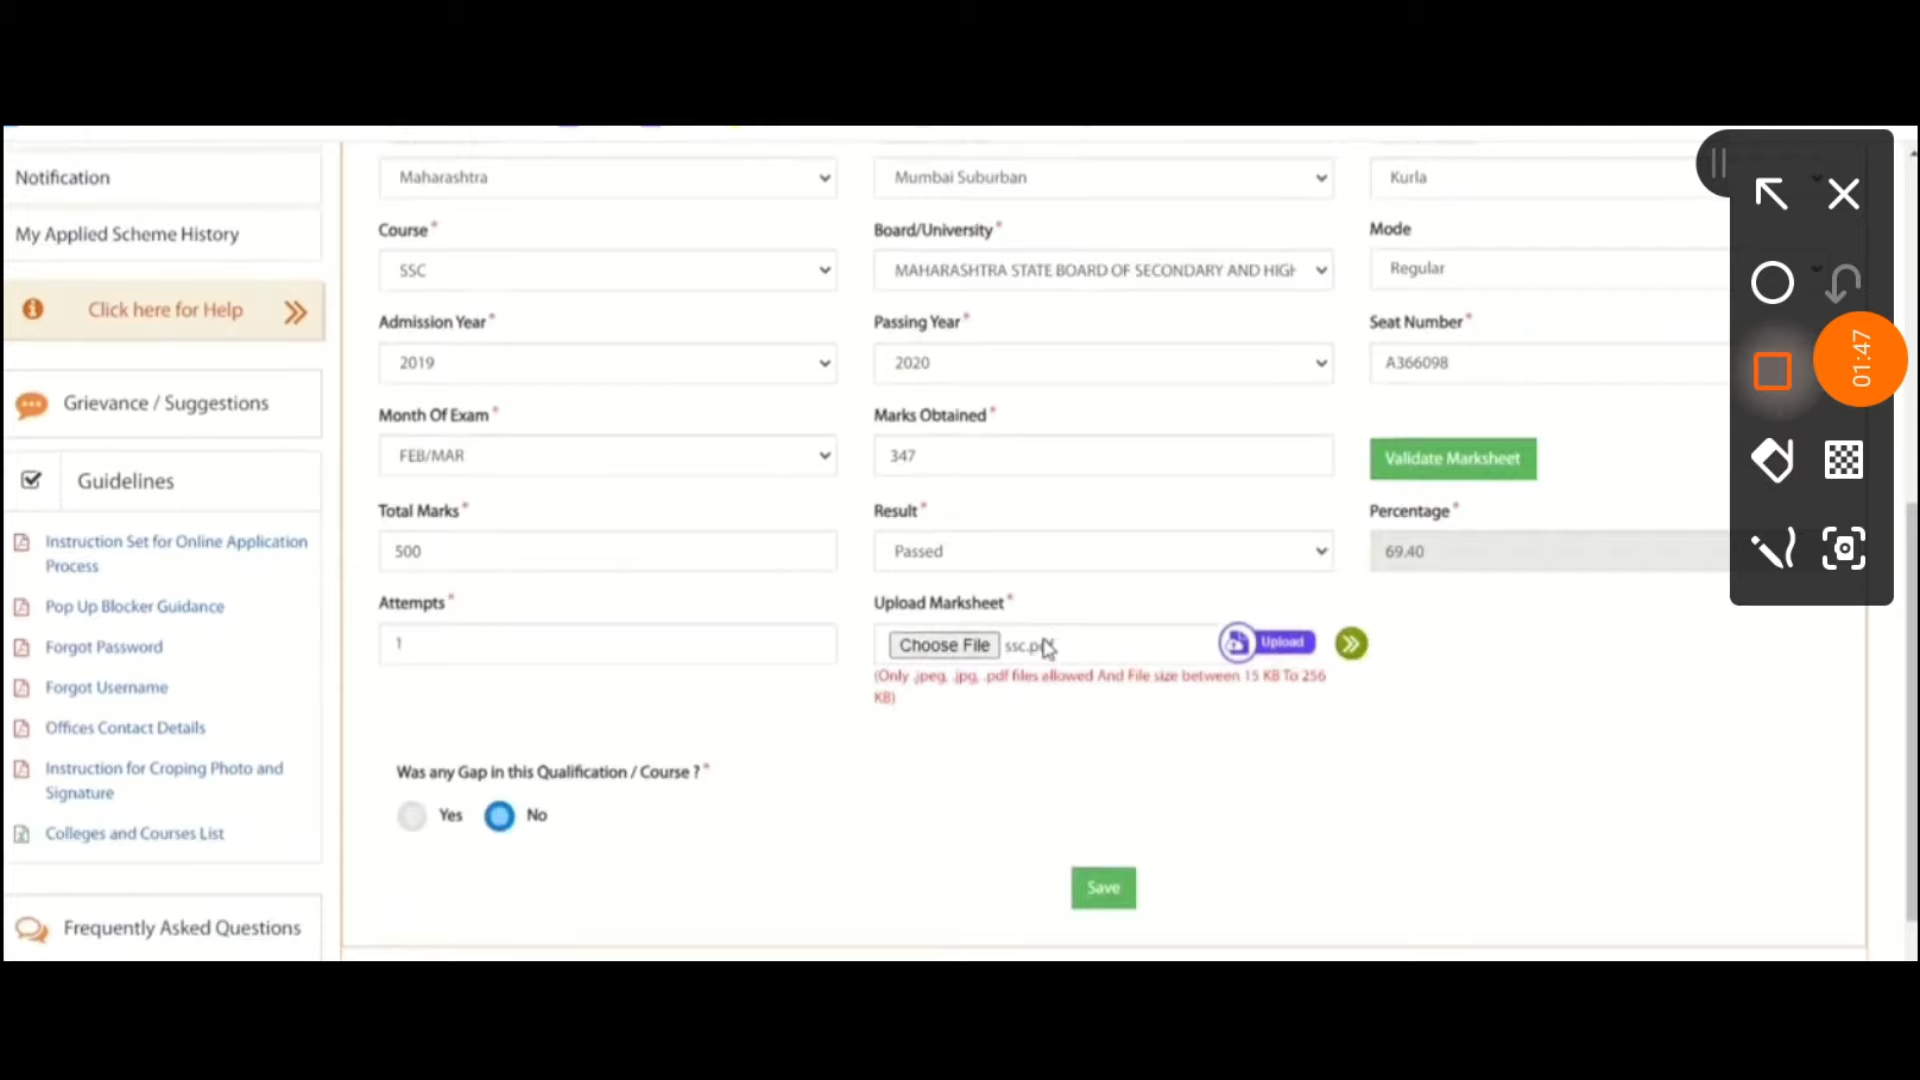 Notification
My Applied Scheme History
Click here for Help
Grievance / Suggestions
Guidelines
Instruction Set for Online Application
Process
Pop Up Blocker Guidance
Forgot Password
Forgot Username
Offices Contact Details
Instruction for Croping Photo and
Signature
Colleges and Courses List
Frequently Asked Questions
Maharashtra
Mumbai Suburban
Kurla
Course *
Board/University *
Mode
SSC
MAHARASHTRA STATE BOARD OF SECONDARY AND HIGH
Regular
Admission Year *
Passing Year *
Seat Number *
2019
2020
A366098
Month Of Exam *
Marks Obtained *
FEB/MAR
347
Validate Marksheet
Total Marks *
Result *
Percentage *
500
Passed
69.40
Attempts *
Upload Marksheet *
1
Choose File
Upload
(Only .jpeg, .jpg, .pdf files allowed And File size between 15 KB To 256
KB)
Was any Gap in this Qualification / Course ? *
Yes
No
Save
01:47